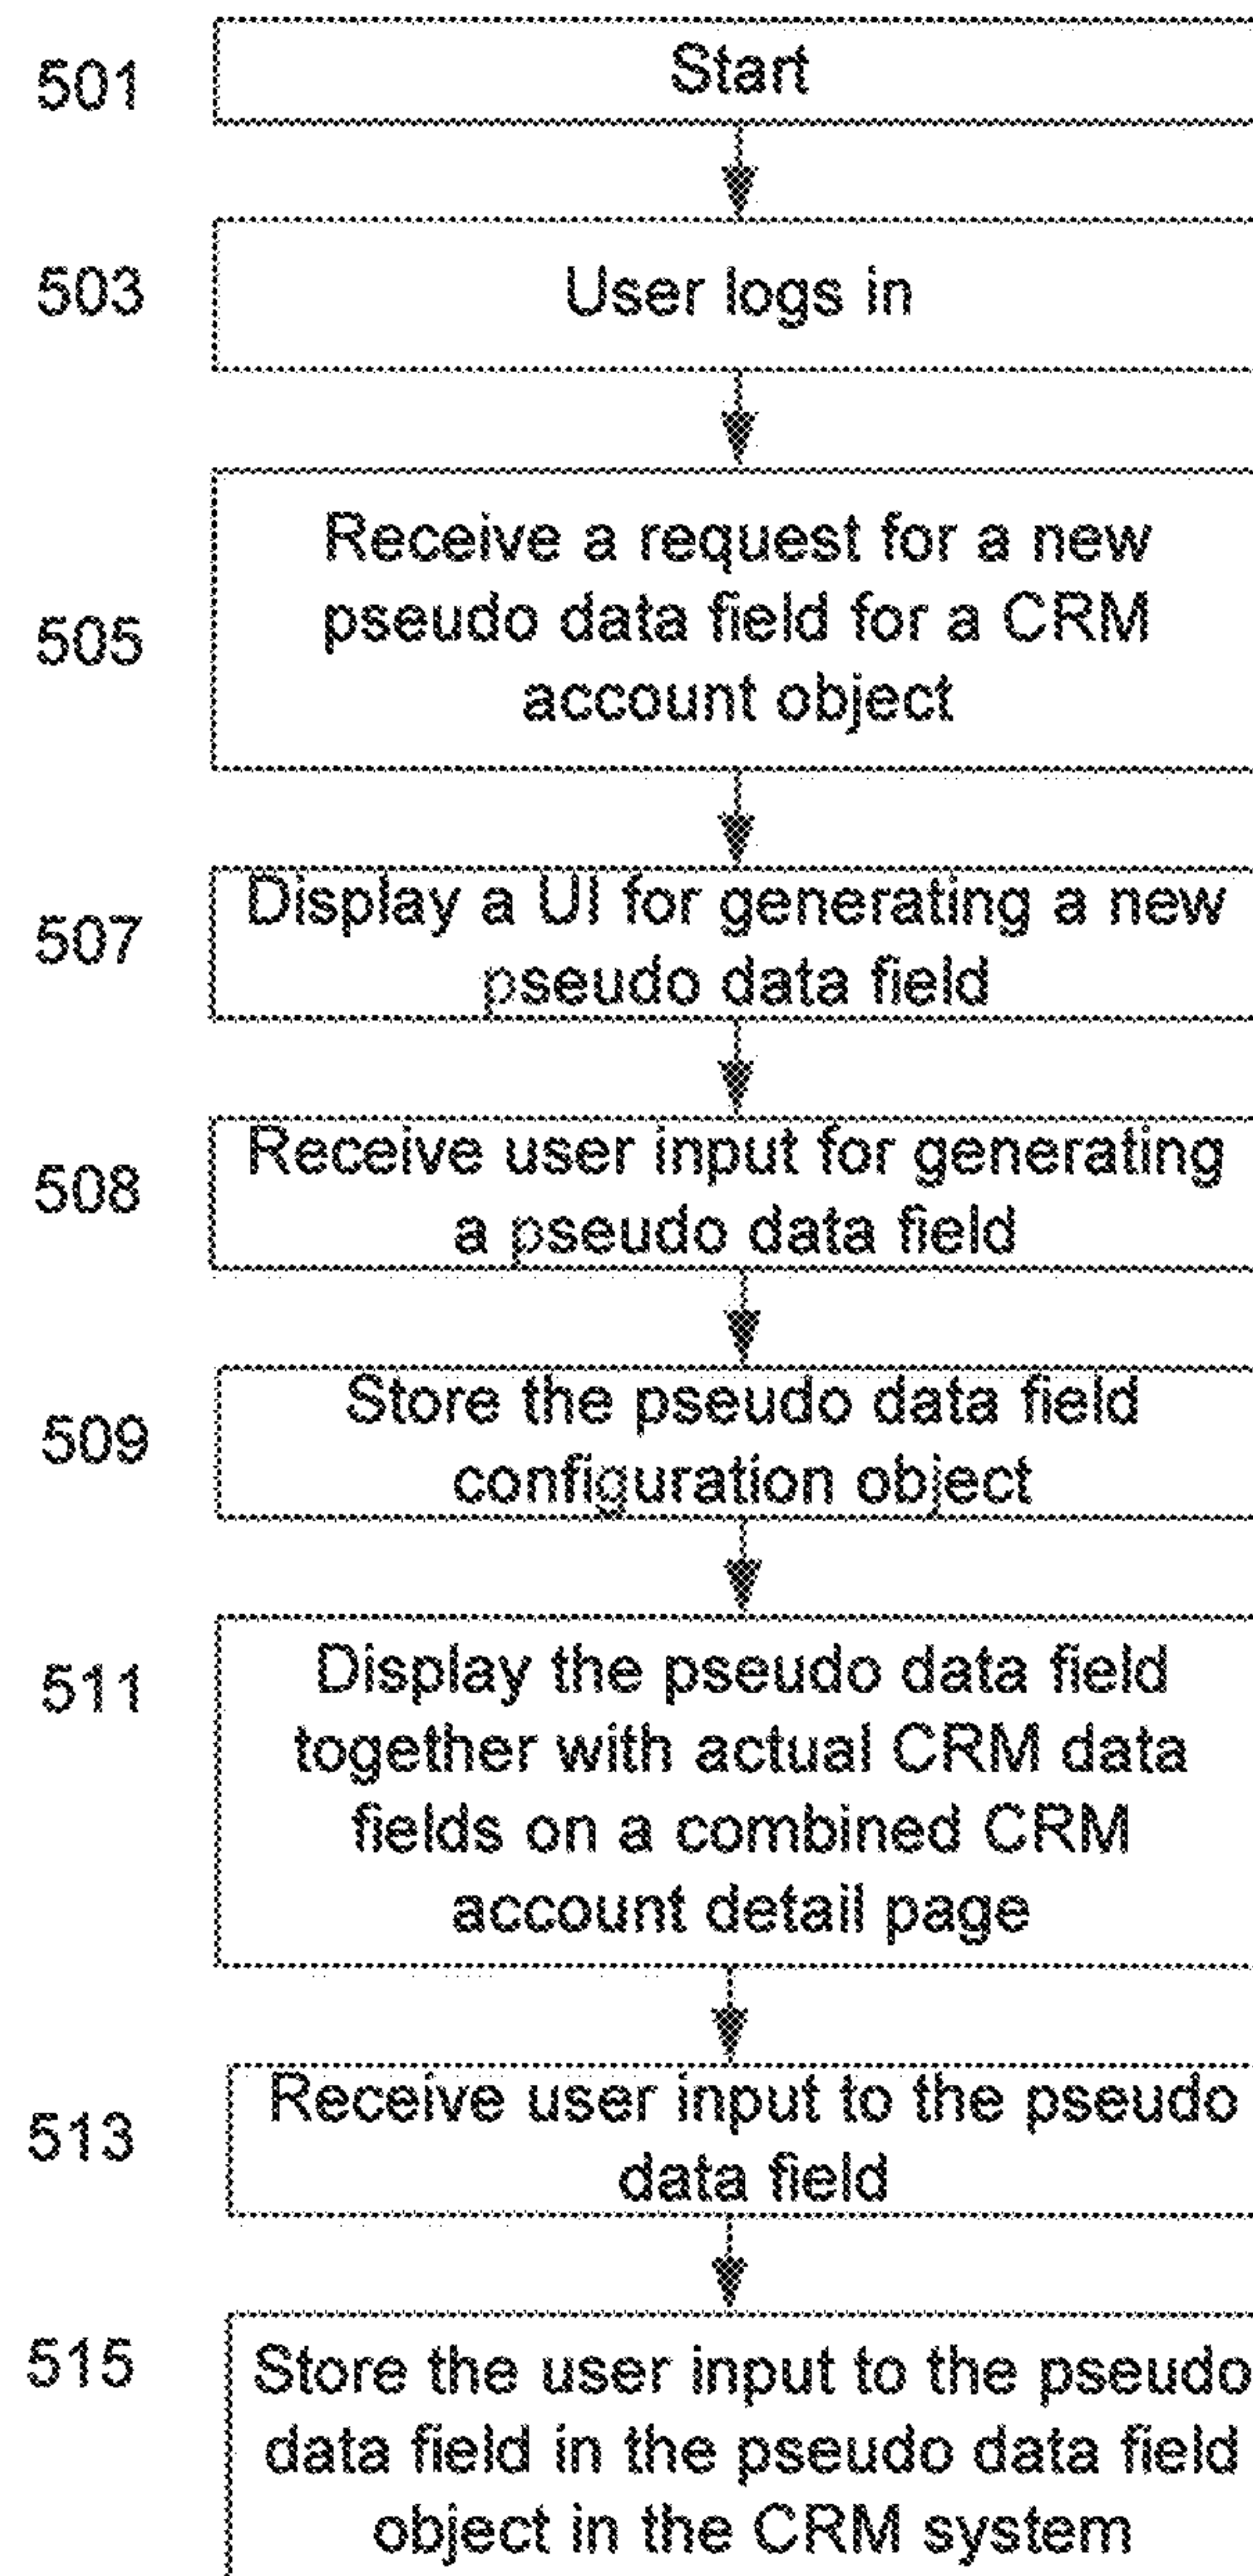 501
Start
503
User logs in
505
Receive a request for a new
pseudo data field for a CRM
account object
507
Display a UI for generating a new
pseudo data field
508
Receive user input for generating
a pseudo data field
509
Store the pseudo data field
configuration object
511
Display the pseudo data field
together with actual CRM data
fields on a combined CRM
account detail page
513
Receive user input to the pseudo
data field
515
Store the user input to the pseudo
data field in the pseudo data field
object in the CRM system